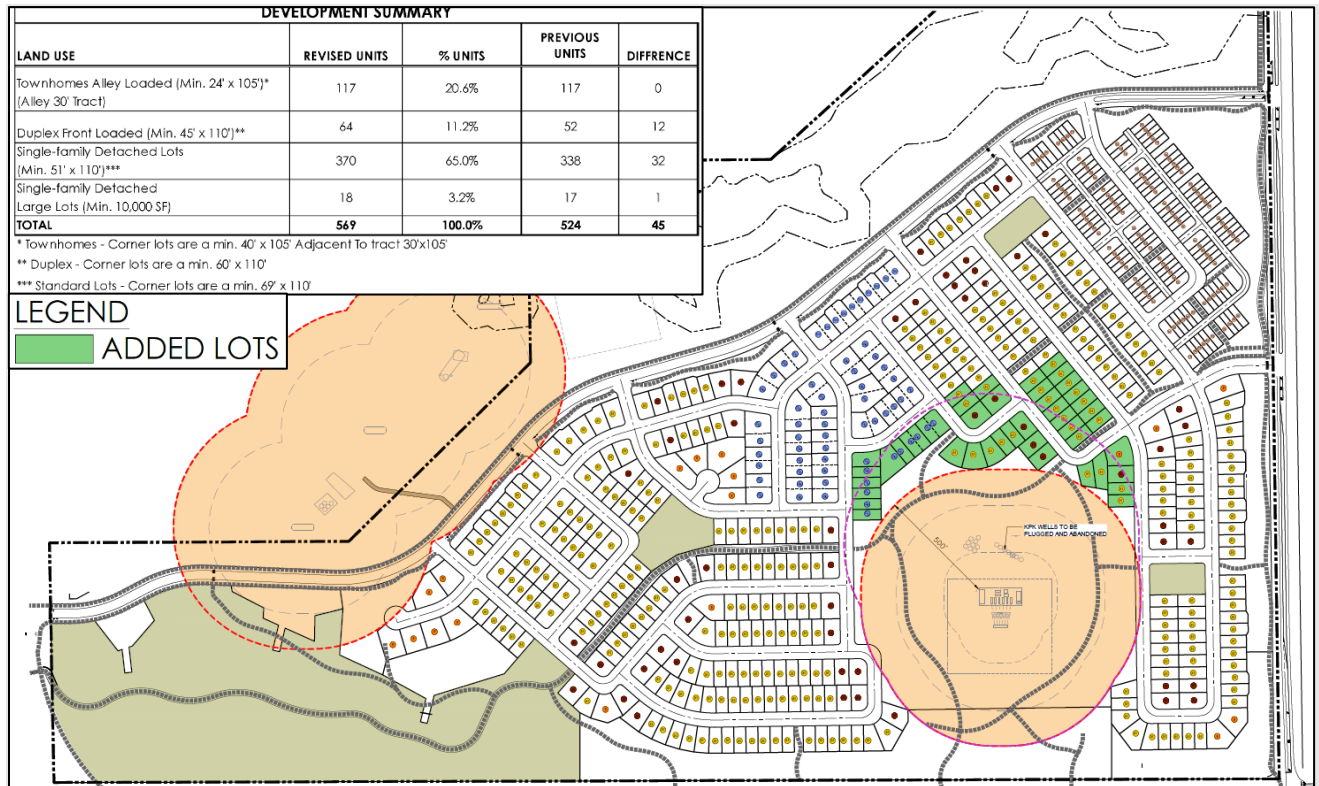 DEVELOPMENT SUMMARY
LAND USE REVISED UNITS % UNITS PREVIOUS UNITS DIFFRENCE
Townhomes Alley Loaded (Min. 24' x 105')*
(Alley 30' Tract) 117 20.6% 117 0
Duplex Front Loaded (Min. 45' x 110')** 64 11.2% 52 12
Single-family Detached Lots
(Min. 51' x 110')*** 370 65.0% 338 32
Single-family Detached
Large Lots (Min. 10,000 SF) 18 3.2% 17 1
TOTAL 569 100.0% 524 45
* Townhomes - Corner lots are a min. 40' x 105' Adjacent To tract 30'x105'
** Duplex - Corner lots are a min. 60' x 110'
*** Standard Lots - Corner lots are a min. 69' x 110'
LEGEND
ADDED LOTS
KPK WELLS TO BE
PLUGGED AND ABANDONED
500'